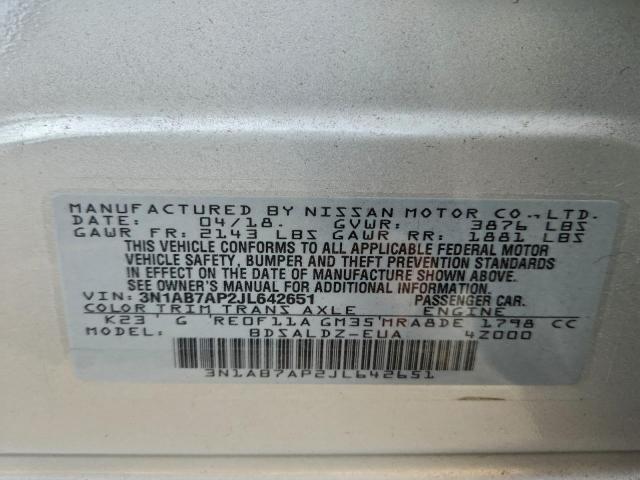 MANUFACTURED BY NISSAN MOTOR CO.,LTD.
DATE: 04/18. GVWR: 3876 LBS
GAWR FR: 2143 LBS GAWR RR: 1881 LBS
THIS VEHICLE CONFORMS TO ALL APPLICABLE FEDERAL MOTOR
VEHICLE SAFETY, BUMPER AND THEFT PREVENTION STANDARDS
IN EFFECT ON THE DATE OF MANUFACTURE SHOWN ABOVE.
SEE OWNER'S MANUAL FOR ADDITIONAL INFORMATION.
VIN: 3N1AB7AP2JL642651 PASSENGER CAR.
COLOR TRIM TRANS AXLE ENGINE
K23 G RE0F11A GM35 MRA8DE 1798 CC
MODEL: BDSALDZ-EUA 4Z000
3N1AB7AP2JL642651